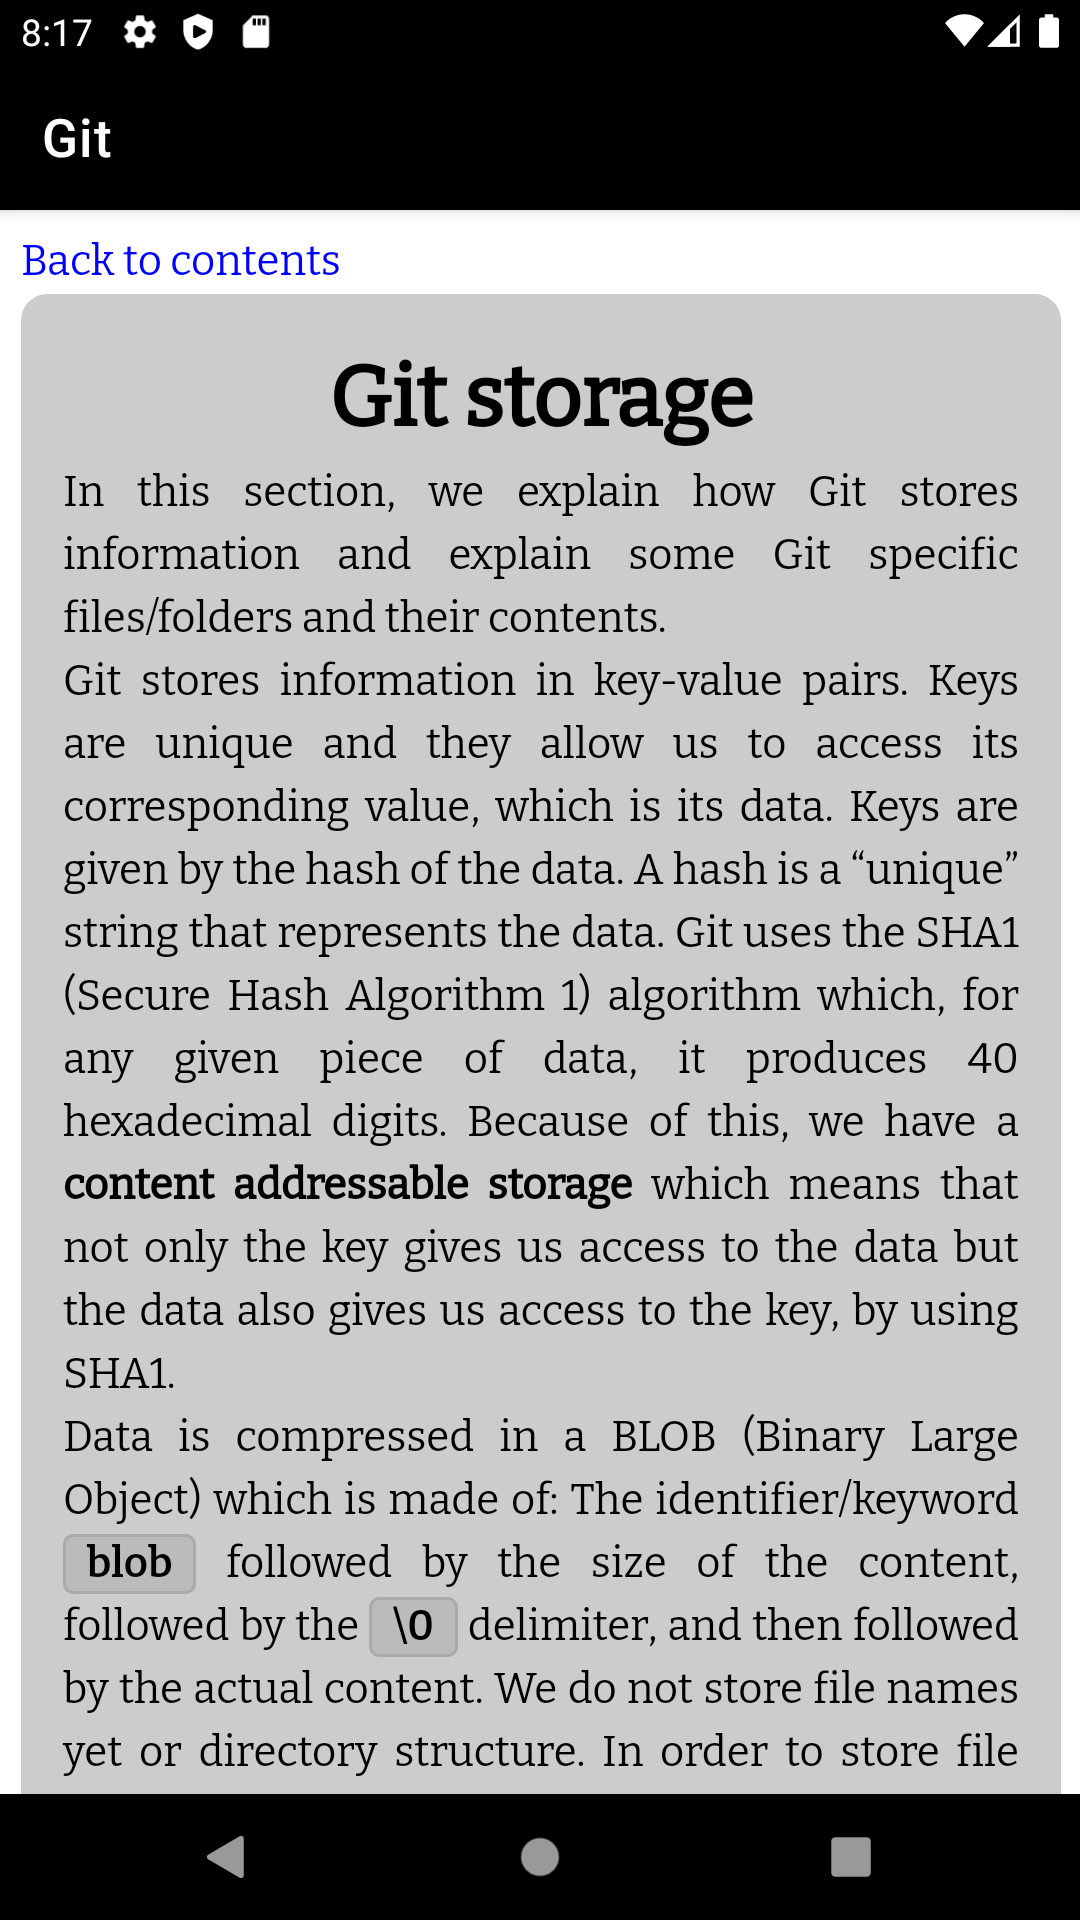 8:17
Git
Back to contents
Git storage
In this section, we explain how Git stores
information and explain some Git specific
files/folders and their contents.
Git stores information in key-value pairs. Keys
are unique and they allow us to access its
corresponding value, which is its data. Keys are
given by the hash of the data. A hash is a “unique”
string that represents the data. Git uses the SHA1
(Secure Hash Algorithm 1) algorithm which, for
any given piece of data, it produces 40
hexadecimal digits. Because of this, we have a
content addressable storage which means that
not only the key gives us access to the data but
the data also gives us access to the key, by using
SHA1.
Data is compressed in a BLOB (Binary Large
Object) which is made of: The identifier/keyword
blob followed by the size of the content,
followed by the \0 delimiter, and then followed
by the actual content. We do not store file names
yet or directory structure. In order to store file